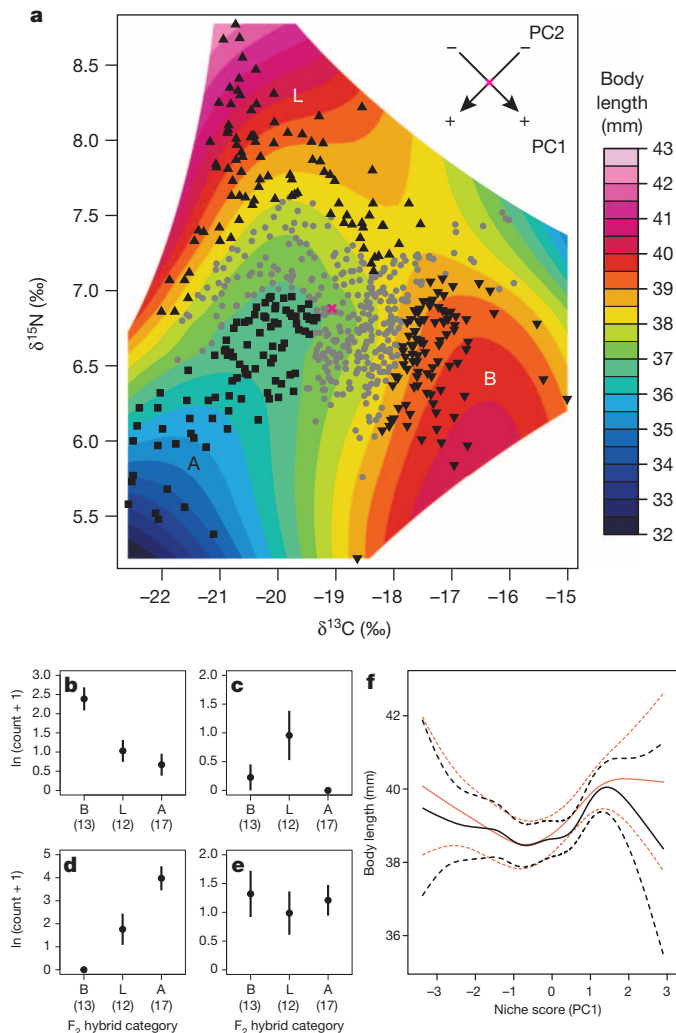 a
PC2
PC1
− −
+ +
L
A
B
Body
length
(mm)
43
42
41
40
39
38
37
36
35
34
33
32
8.5
8.0
7.5
7.0
6.5
6.0
5.5
δ15N (‰)
−22 −21 −20 −19 −18 −17 −16 −15
δ13C (‰)
b
3.0
2.5
2.0
1.5
1.0
0.5
0
B L A
(13) (12) (17)
ln (count + 1)
c
2.0
1.5
1.0
0.5
0
B L A
(13) (12) (17)
d
5
4
3
2
1
0
B L A
(13) (12) (17)
ln (count + 1)
F2 hybrid category
e
2.0
1.5
1.0
0.5
0
B L A
(13) (12) (17)
F2 hybrid category
f
42
40
38
36
Body length (mm)
−3 −2 −1 0 1 2 3
Niche score (PC1)